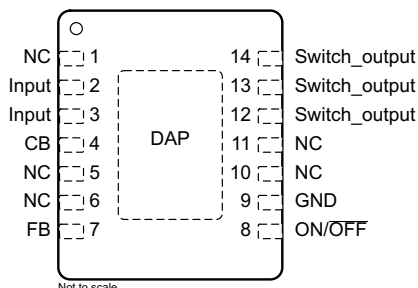 NC 1 14 Switch_output
Input 2 13 Switch_output
Input 3 12 Switch_output
CB 4 DAP 11 NC
NC 5 10 NC
NC 6 9 GND
FB 7 8 ON/OFF
Not to scale